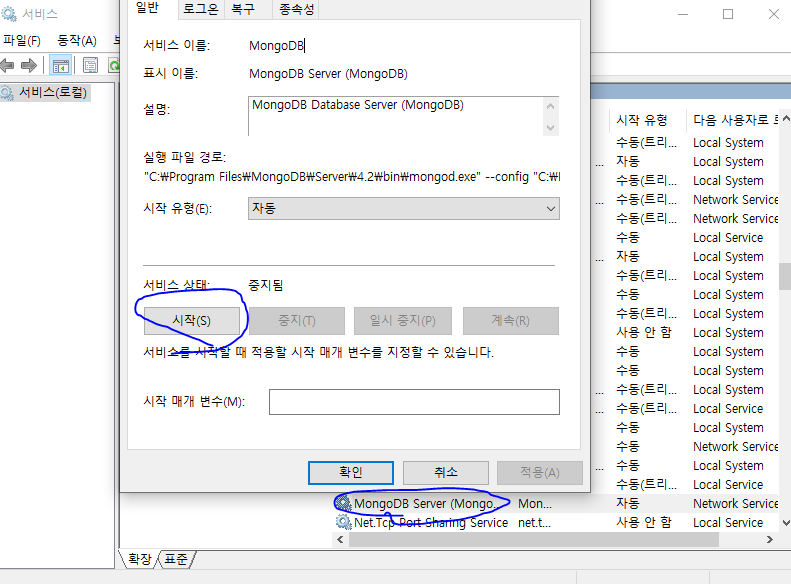 서비스
파일(F) 동작(A)
서비스(로컬)
일반 로그온 복구 종속성
서비스 이름: MongoDB
표시 이름: MongoDB Server (MongoDB)
설명: MongoDB Database Server (MongoDB)
실행 파일 경로:
"C:₩Program Files₩MongoDB₩Server₩4.2₩bin₩mongod.exe" --config "C:₩
시작 유형(E): 자동
서비스 상태: 중지됨
시작(S) 중지(T) 일시 중지(P) 계속(R)
서비스를 시작할 때 적용할 시작 매개 변수를 지정할 수 있습니다.
시작 매개 변수(M):
확인 취소 적용(A)
시작 유형 다음 사용자로 로
수동(트리... Local System
... 자동 Local System
수동(트리... Local System
... 수동(트리... Network Service
수동(트리... Network Service
수동 Local Service
... 자동 Local System
수동(트리... Local System
수동 Local System
수동(트리... Local System
사용 안 함 Local System
수동 Local System
수동 Local System
... 수동(트리... Local System
... 수동(트리... Local Service
수동 Local System
수동 Network Service
... 수동 Local System
수동(트리... Local Service
MongoDB Server (Mongo... Mon... 자동 Network Service
Net.Tcp Port Sharing Service net.t... 사용 안 함 Local Service
확장 표준